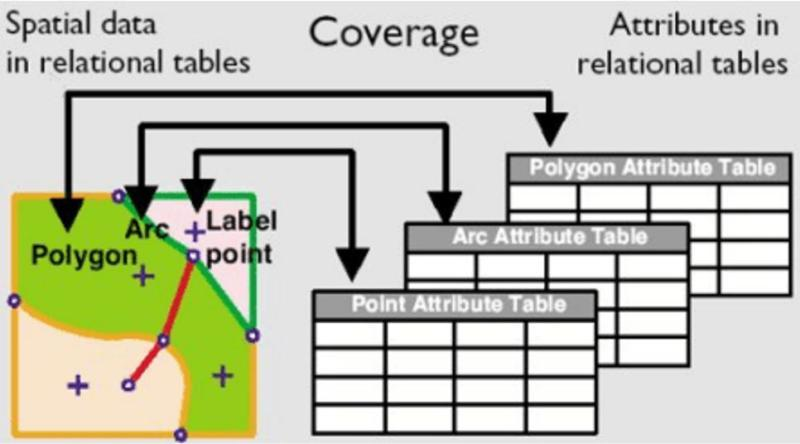 Spatial data
in relational tables
Coverage
Attributes in
relational tables
Polygon Attribute Table
Arc Attribute Table
Point Attribute Table
Arc
Label
point
Polygon